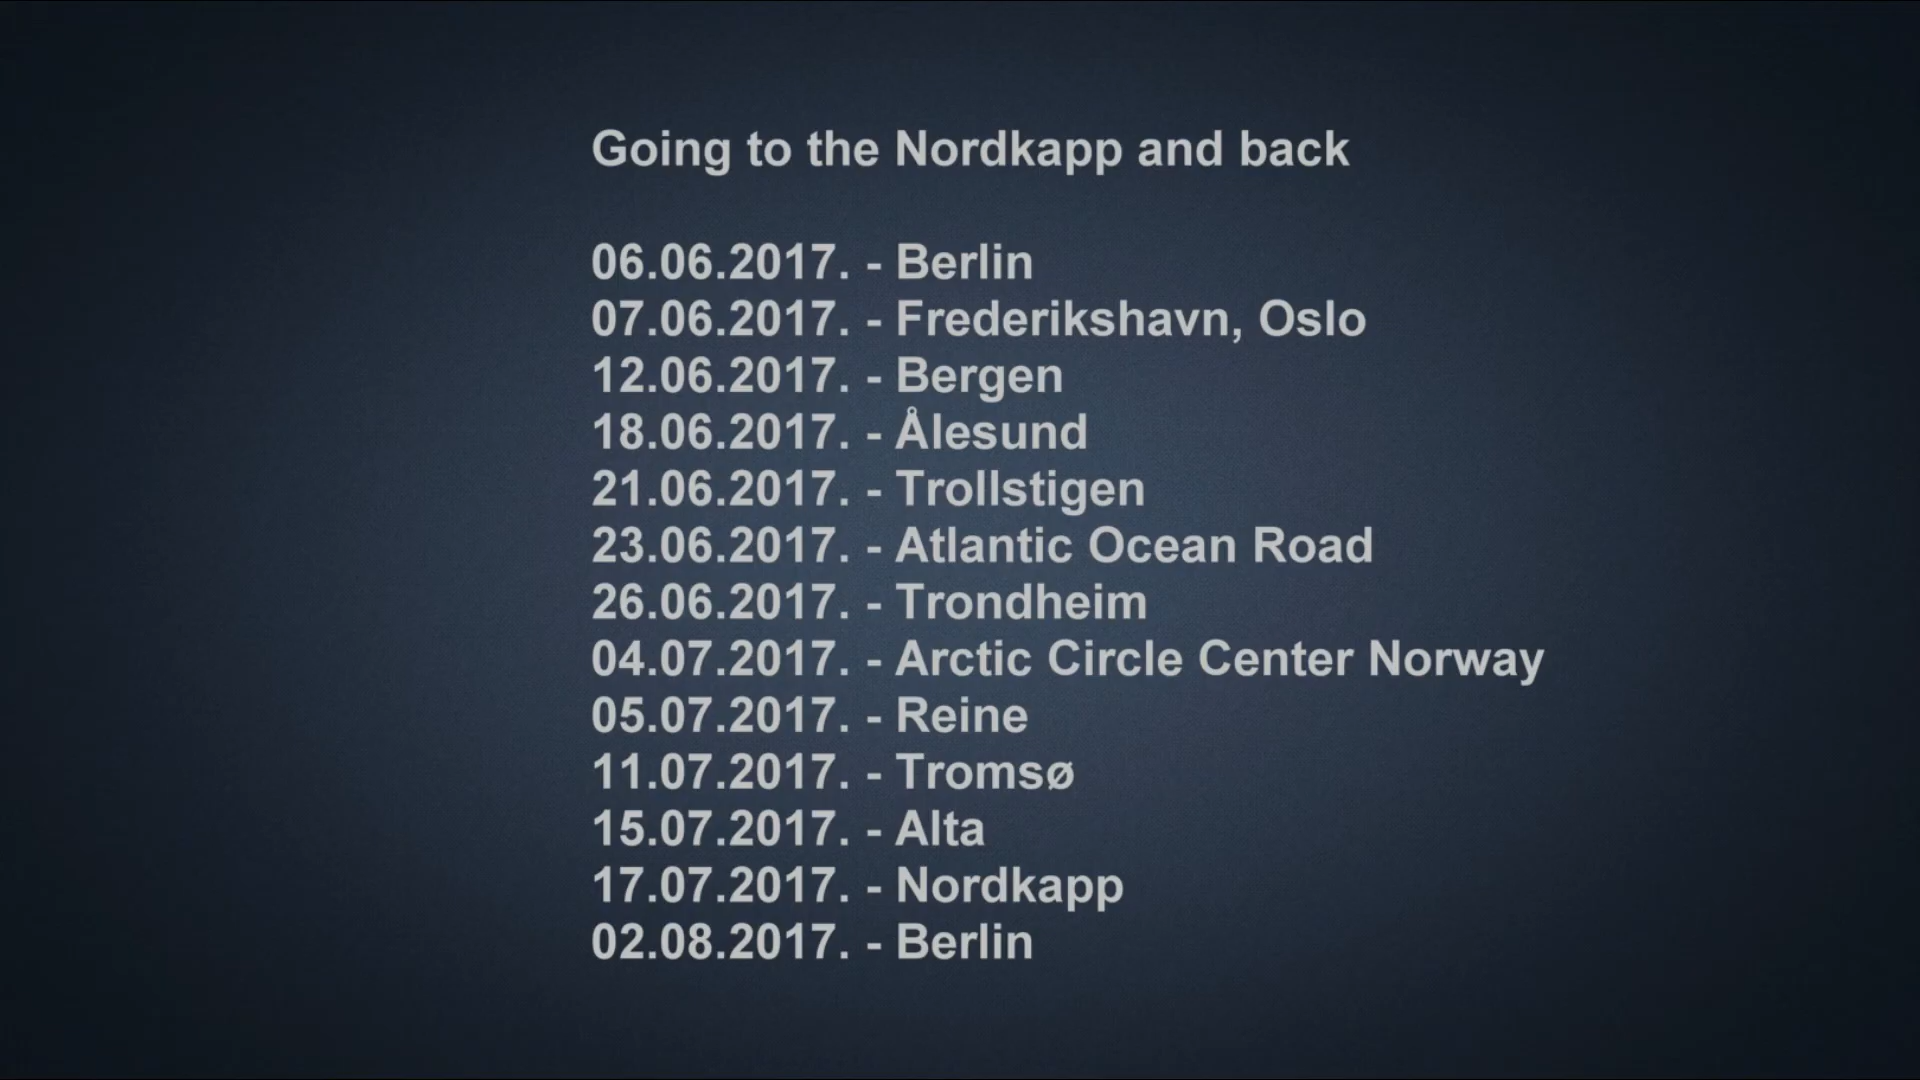 Going to the Nordkapp and back
06.06.2017. - Berlin
07.06.2017. - Frederikshavn, Oslo
12.06.2017. - Bergen
18.06.2017. - Ålesund
21.06.2017. - Trollstigen
23.06.2017. - Atlantic Ocean Road
26.06.2017. - Trondheim
04.07.2017. - Arctic Circle Center Norway
05.07.2017. - Reine
11.07.2017. - Tromsø
15.07.2017. - Alta
17.07.2017. - Nordkapp
02.08.2017. - Berlin